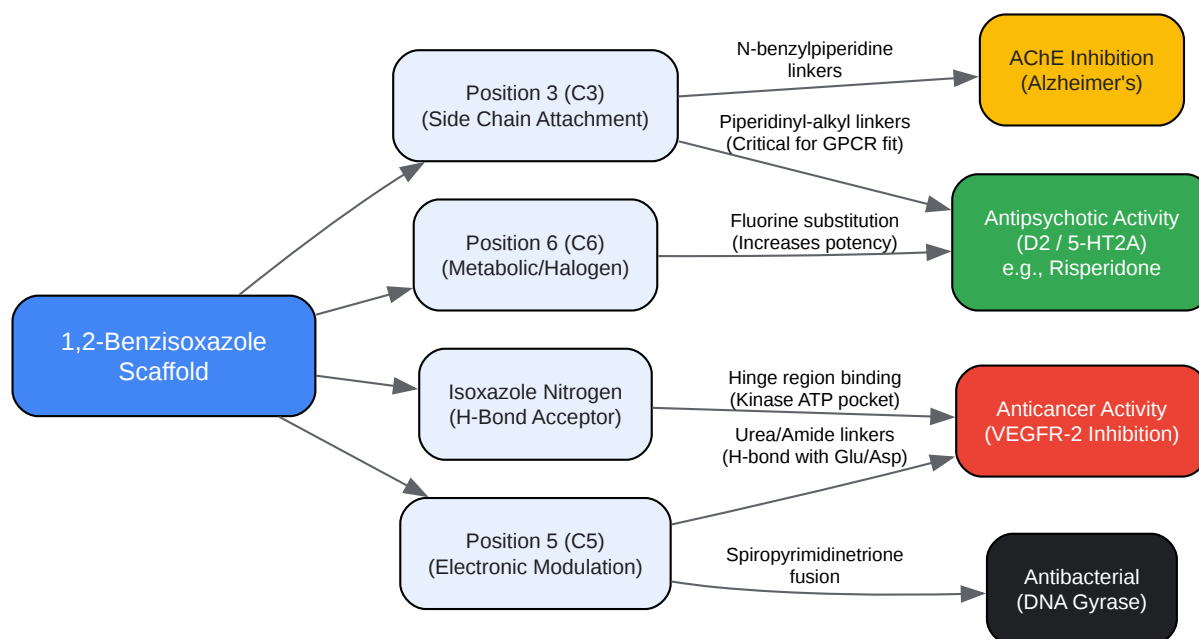 1,2-Benzisoxazole
Scaffold
Position 3 (C3)
(Side Chain Attachment)
Position 6 (C6)
(Metabolic/Halogen)
Isoxazole Nitrogen
(H-Bond Acceptor)
Position 5 (C5)
(Electronic Modulation)
N-benzylpiperidine
linkers
Piperidinyl-alkyl linkers
(Critical for GPCR fit)
Fluorine substitution
(Increases potency)
Hinge region binding
(Kinase ATP pocket)
Urea/Amide linkers
(H-bond with Glu/Asp)
Spiropyrimidinetrione
fusion
AChE Inhibition
(Alzheimer's)
Antipsychotic Activity
(D2 / 5-HT2A)
e.g., Risperidone
Anticancer Activity
(VEGFR-2 Inhibition)
Antibacterial
(DNA Gyrase)